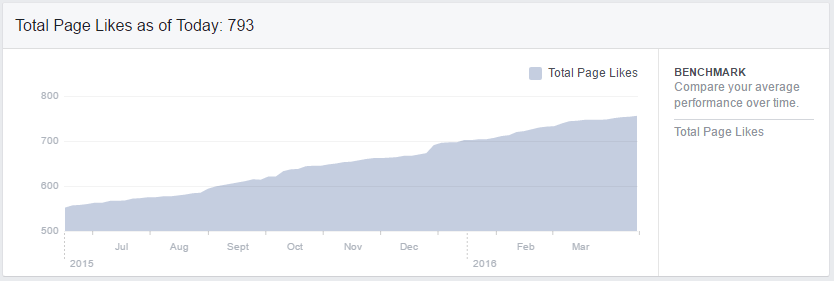 Total Page Likes as of Today: 793
Total Page Likes
BENCHMARK
Compare your average
performance over time.
Total Page Likes
800
700
600
500
Jul Aug Sept Oct Nov Dec Feb Mar
2015 2016